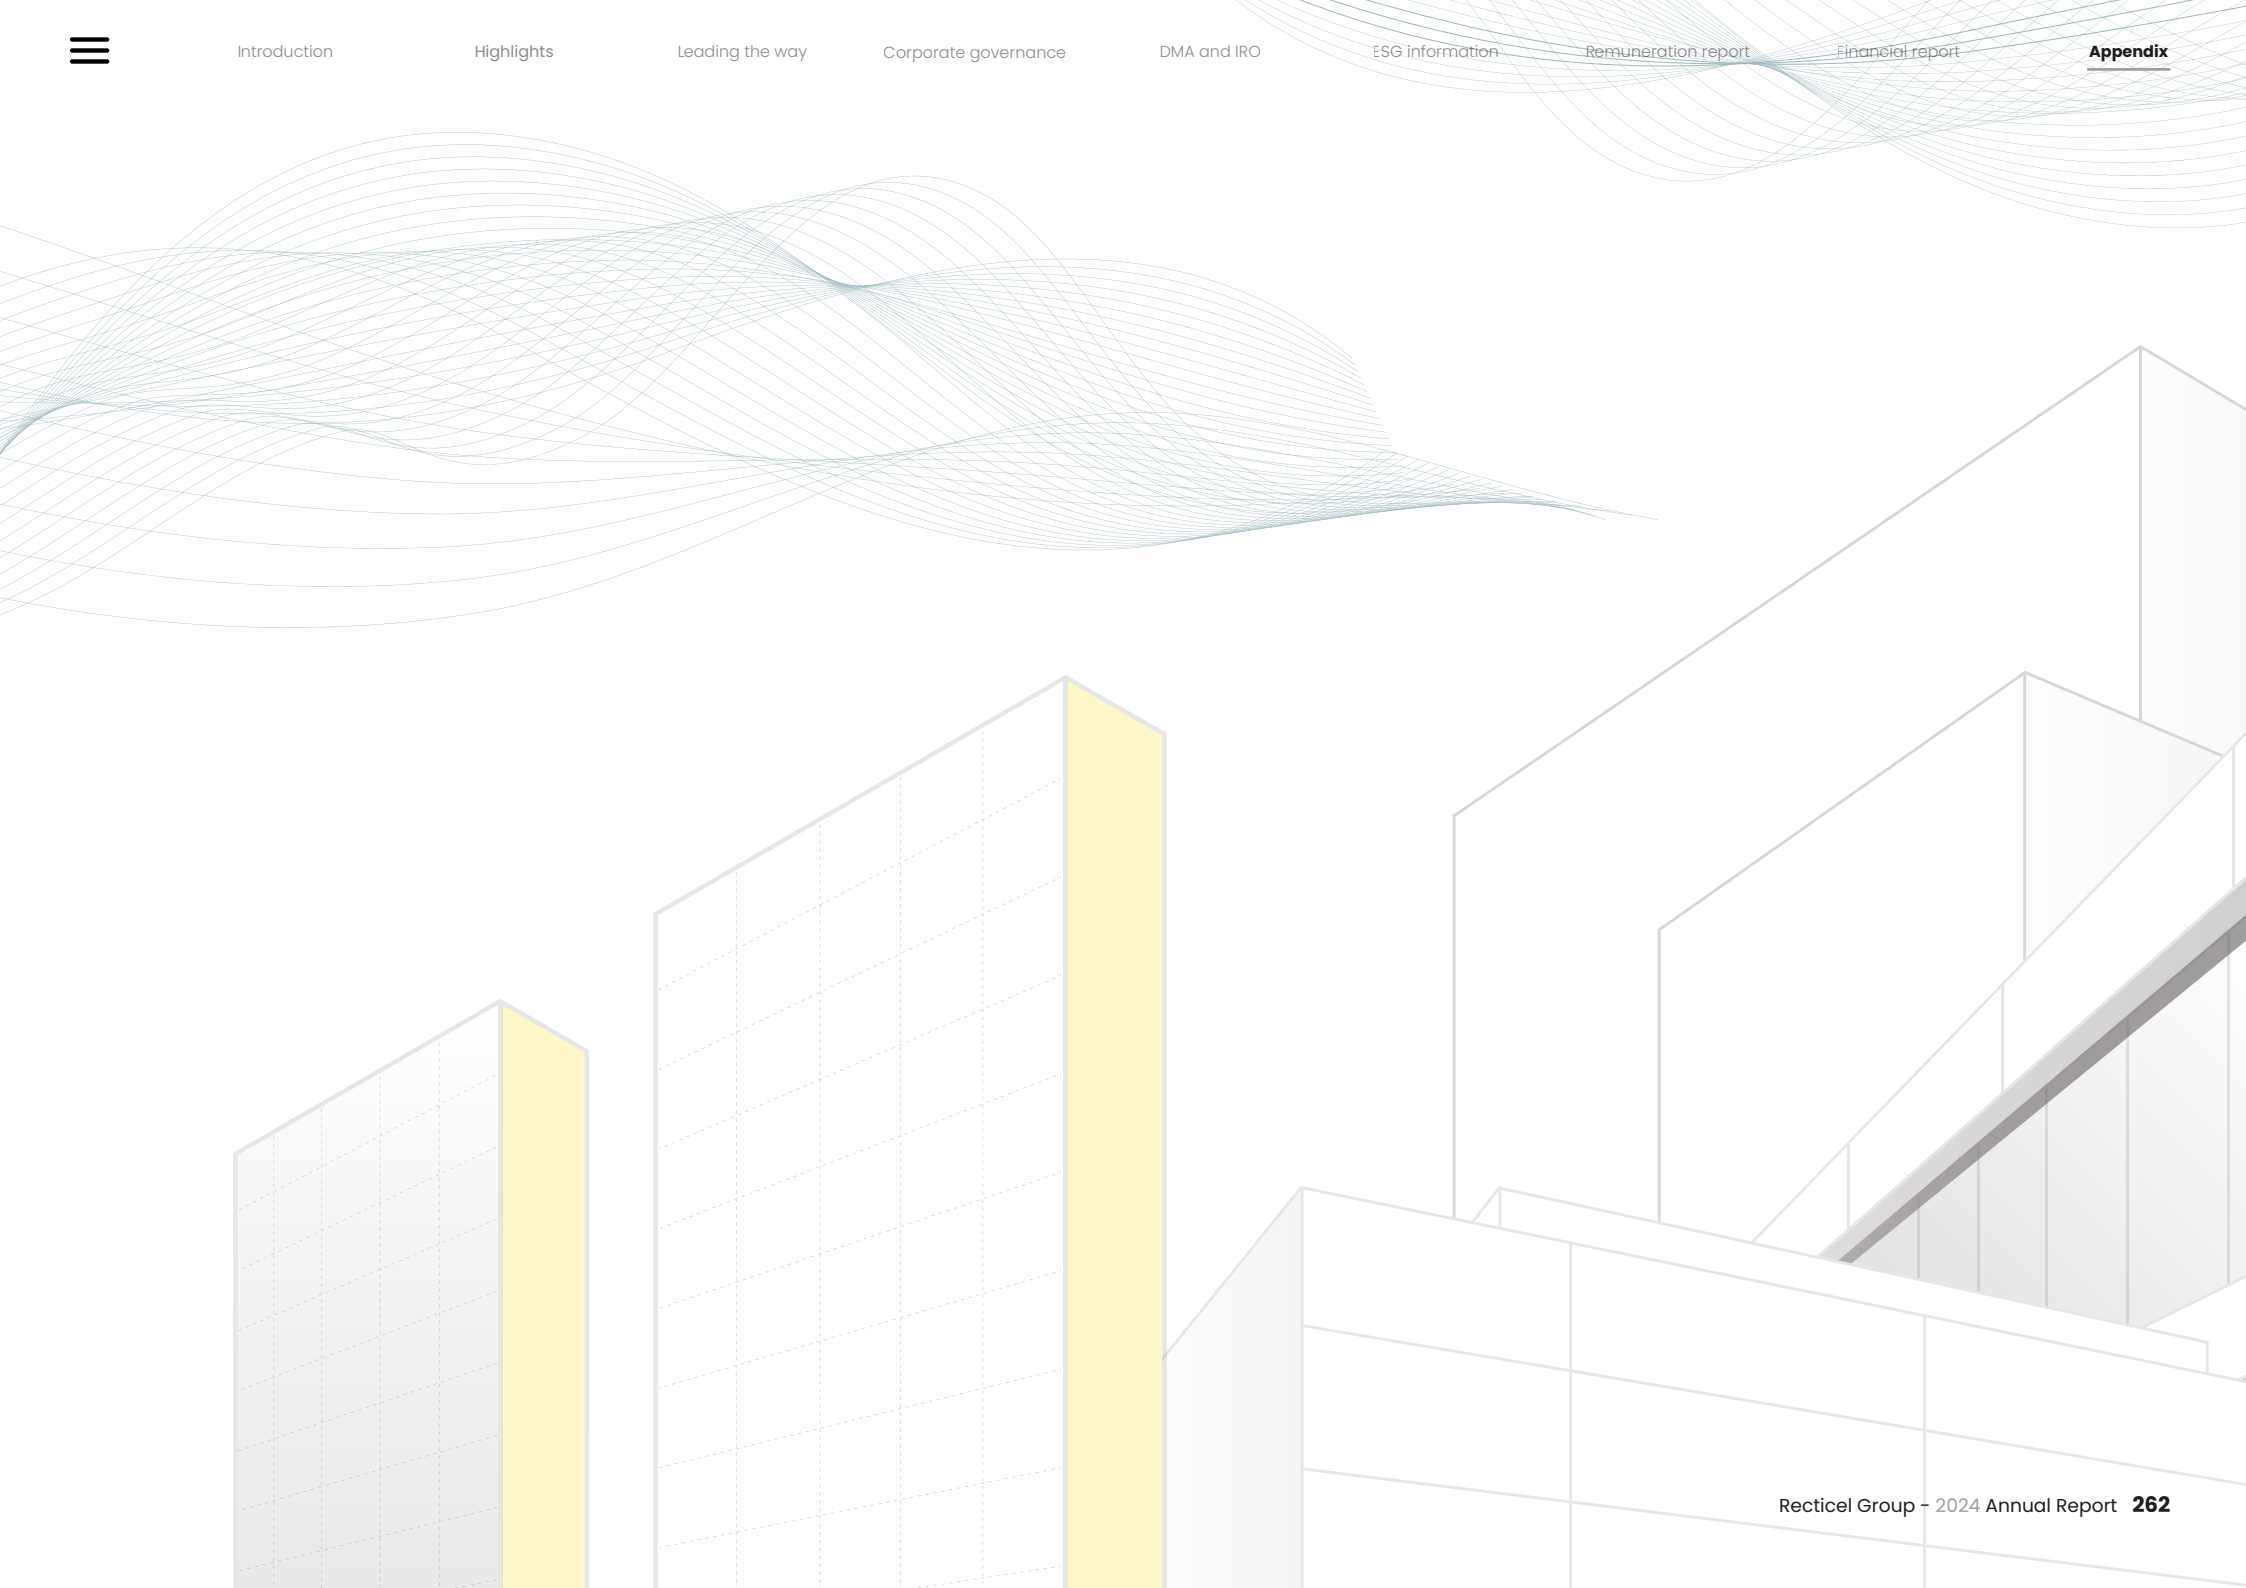 Introduction
Highlights
Leading the way
Corporate governance
DMA and IRO
ESG information
Remuneration report
Financial report
Appendix
Recticel Group - 2024 Annual Report 262